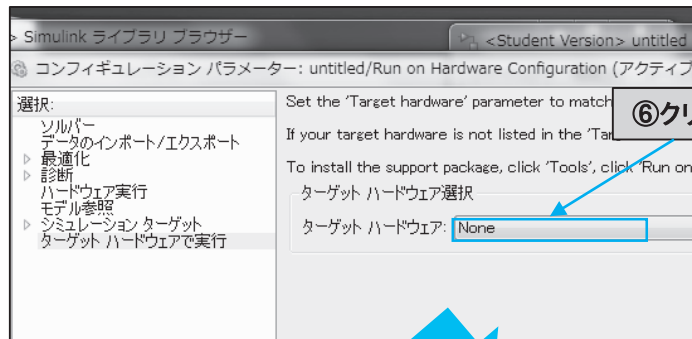 > Simulink ライブラリ ブラウザー
<Student Version> untitled
コンフィギュレーション パラメーター: untitled/Run on Hardware Configuration (アクティブ
選択:
ソルバー
データのインポート/エクスポート
最適化
診断
ハードウェア実行
モデル参照
シミュレーション ターゲット
ターゲット ハードウェアで実行
Set the 'Target hardware' parameter to match
⑥クリ
If your target hardware is not listed in the 'Tar
To install the support package, click 'Tools', click 'Run on
ターゲット ハードウェア選択
ターゲット ハードウェア: None